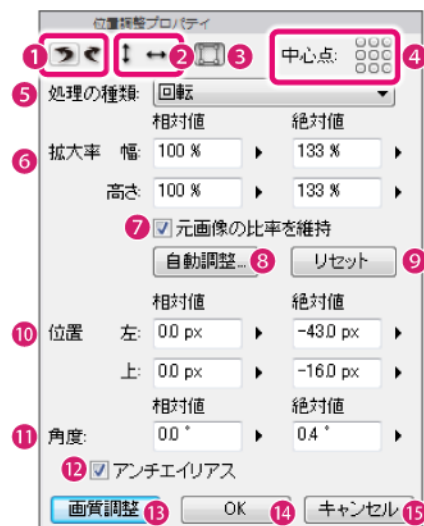 位置調整プロパティ
1 2 3 中心点: 4
5 処理の種類: 回転
相対値 絶対値
6 拡大率 幅: 100 % 133 %
高さ: 100 % 133 %
7 元画像の比率を維持
自動調整... 8 リセット 9
相対値 絶対値
10 位置 左: 0.0 px -43.0 px
上: 0.0 px -16.0 px
相対値 絶対値
11 角度: 0.0 ° 0.4 °
12 アンチエイリアス
画質調整 13 OK 14 キャンセル 15